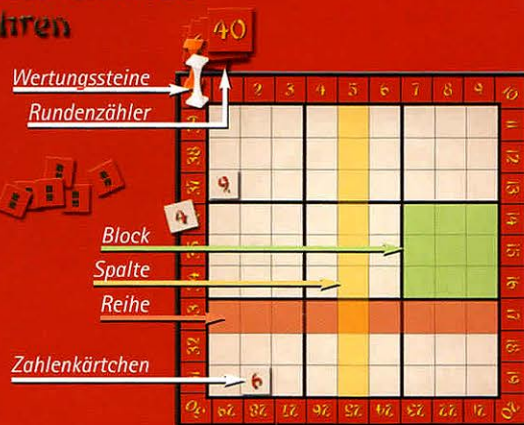 hren
40
Wertungssteine
Rundenzähler
2 3 4 5 6 7 8 9 10
39 11
38 12
37 9 13
4 14
Block
35 15
Spalte
34 16
Reihe
33 17
32 18
Zahlenkärtchen
6 19
30 29 28 27 26 25 24 23 22 21 20